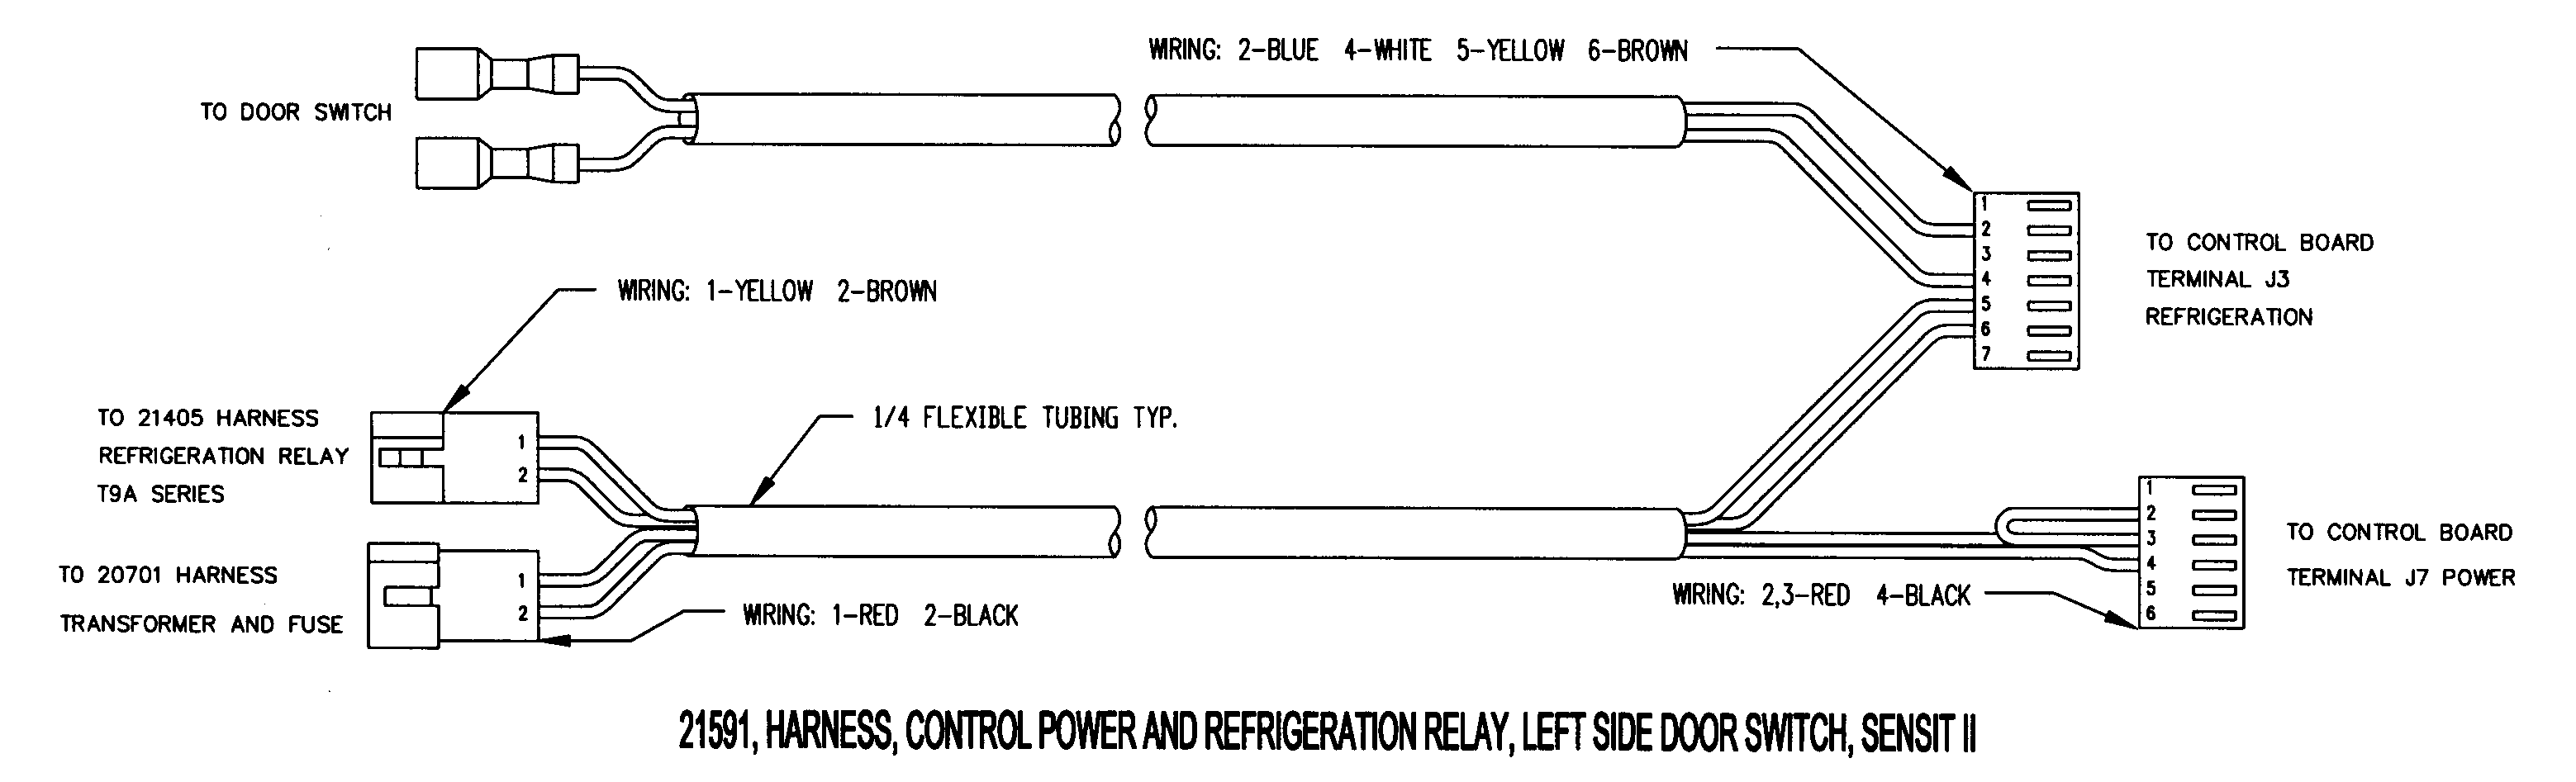 WIRING: 2-BLUE 4-WHITE 5-YELLOW 6-BROWN
TO DOOR SWITCH
1
2
3
4
5
6
7
TO CONTROL BOARD
TERMINAL J3
REFRIGERATION
WIRING: 1-YELLOW 2-BROWN
TO 21405 HARNESS
REFRIGERATION RELAY
T9A SERIES
1
2
1/4 FLEXIBLE TUBING TYP.
1
2
3
4
5
6
TO CONTROL BOARD
TERMINAL J7 POWER
TO 20701 HARNESS
TRANSFORMER AND FUSE
1
2
WIRING: 1-RED 2-BLACK
WIRING: 2,3-RED 4-BLACK
21591, HARNESS, CONTROL POWER AND REFRIGERATION RELAY, LEFT SIDE DOOR SWITCH, SENSIT II